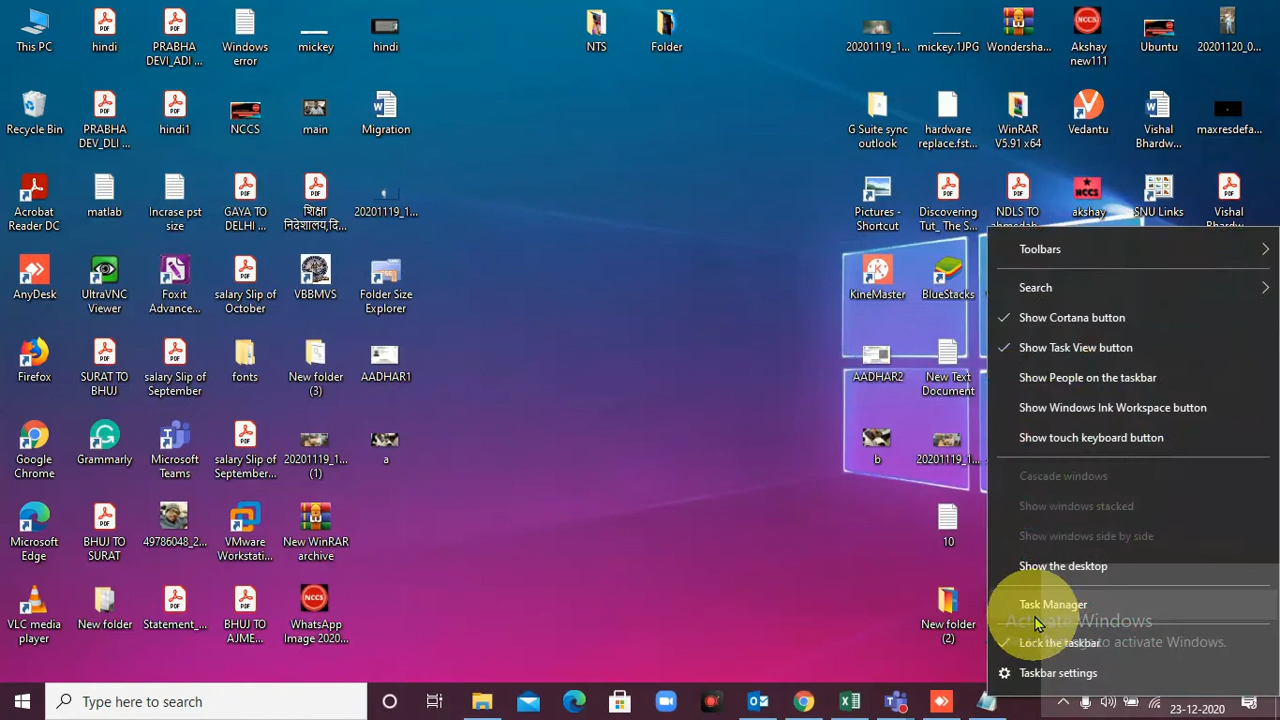 This PC
hindi
PRABHA
DEVI_ADI ...
Windows
error
mickey
hindi
NTS
Folder
20201119_1...
mickey.1JPG
Wondersha...
Akshay
new111
Ubuntu
20201120_0...
Recycle Bin
PRABHA
DEV_DLI ...
hindi1
NCCS
main
Migration
G Suite sync
outlook
hardware
replace.fst...
WinRAR
V5.91 x64
Vedantu
Vishal
Bhardw...
maxresdefa...
Acrobat
Reader DC
matlab
Incrase pst
size
GAYA TO
DELHI ...
शिक्षा
निदेशालय,दि...
20201119_1...
Pictures -
Shortcut
Discovering
Tut_ The S...
NDLS TO
ahmsdab...
akshay
SNU Links
Vishal
Bhardw...
AnyDesk
UltraVNC
Viewer
Foxit
Advance...
salary Slip of
October
VBBMVS
Folder Size
Explorer
KineMaster
BlueStacks
Firefox
SURAT TO
BHUJ
salary Slip of
September
fonts
New folder
(3)
AADHAR1
AADHAR2
New Text
Document
Google
Chrome
Grammarly
Microsoft
Teams
salary Slip of
September...
20201119_1...
(1)
a
b
20201119_1...
Microsoft
Edge
BHUJ TO
SURAT
49786048_2...
VMware
Workstati...
New WinRAR
archive
10
VLC media
player
New folder
Statement_...
BHUJ TO
AJME...
WhatsApp
Image 2020...
New folder
(2)
Toolbars
Search
Show Cortana button
Show Task View button
Show People on the taskbar
Show Windows Ink Workspace button
Show touch keyboard button
Cascade windows
Show windows stacked
Show windows side by side
Show the desktop
Task Manager
Activate Windows
Lock the taskbar
to activate Windows.
Taskbar settings
Type here to search
23-12-2020